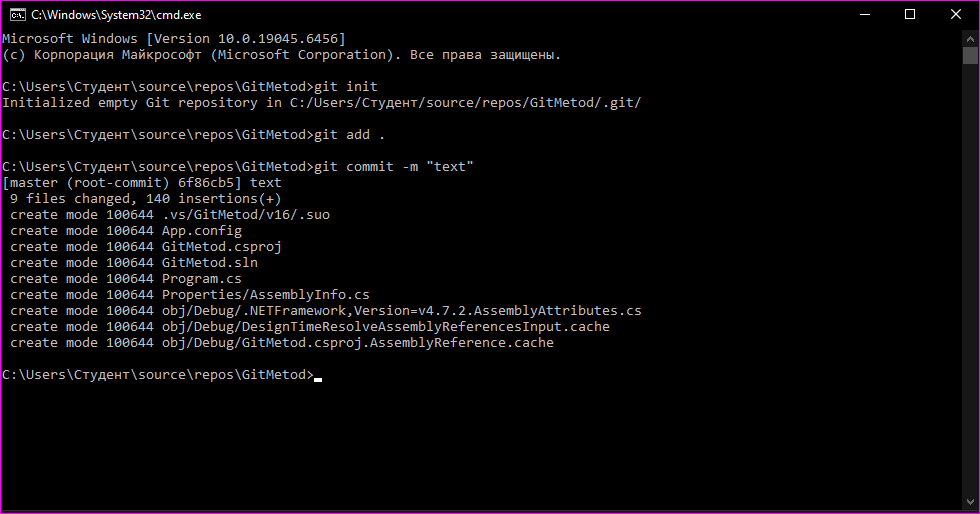 C:\Windows\System32\cmd.exe
Microsoft Windows [Version 10.0.19045.6456]
(c) Корпорация Майкрософт (Microsoft Corporation). Все права защищены.
C:\Users\Студент\source\repos\GitMetod>git init
Initialized empty Git repository in C:/Users/Студент/source/repos/GitMetod/.git/
C:\Users\Студент\source\repos\GitMetod>git add .
C:\Users\Студент\source\repos\GitMetod>git commit -m "text"
[master (root-commit) 6f86cb5] text
 9 files changed, 140 insertions(+)
 create mode 100644 .vs/GitMetod/v16/.suo
 create mode 100644 App.config
 create mode 100644 GitMetod.csproj
 create mode 100644 GitMetod.sln
 create mode 100644 Program.cs
 create mode 100644 Properties/AssemblyInfo.cs
 create mode 100644 obj/Debug/.NETFramework,Version=v4.7.2.AssemblyAttributes.cs
 create mode 100644 obj/Debug/DesignTimeResolveAssemblyReferencesInput.cache
 create mode 100644 obj/Debug/GitMetod.csproj.AssemblyReference.cache
C:\Users\Студент\source\repos\GitMetod>